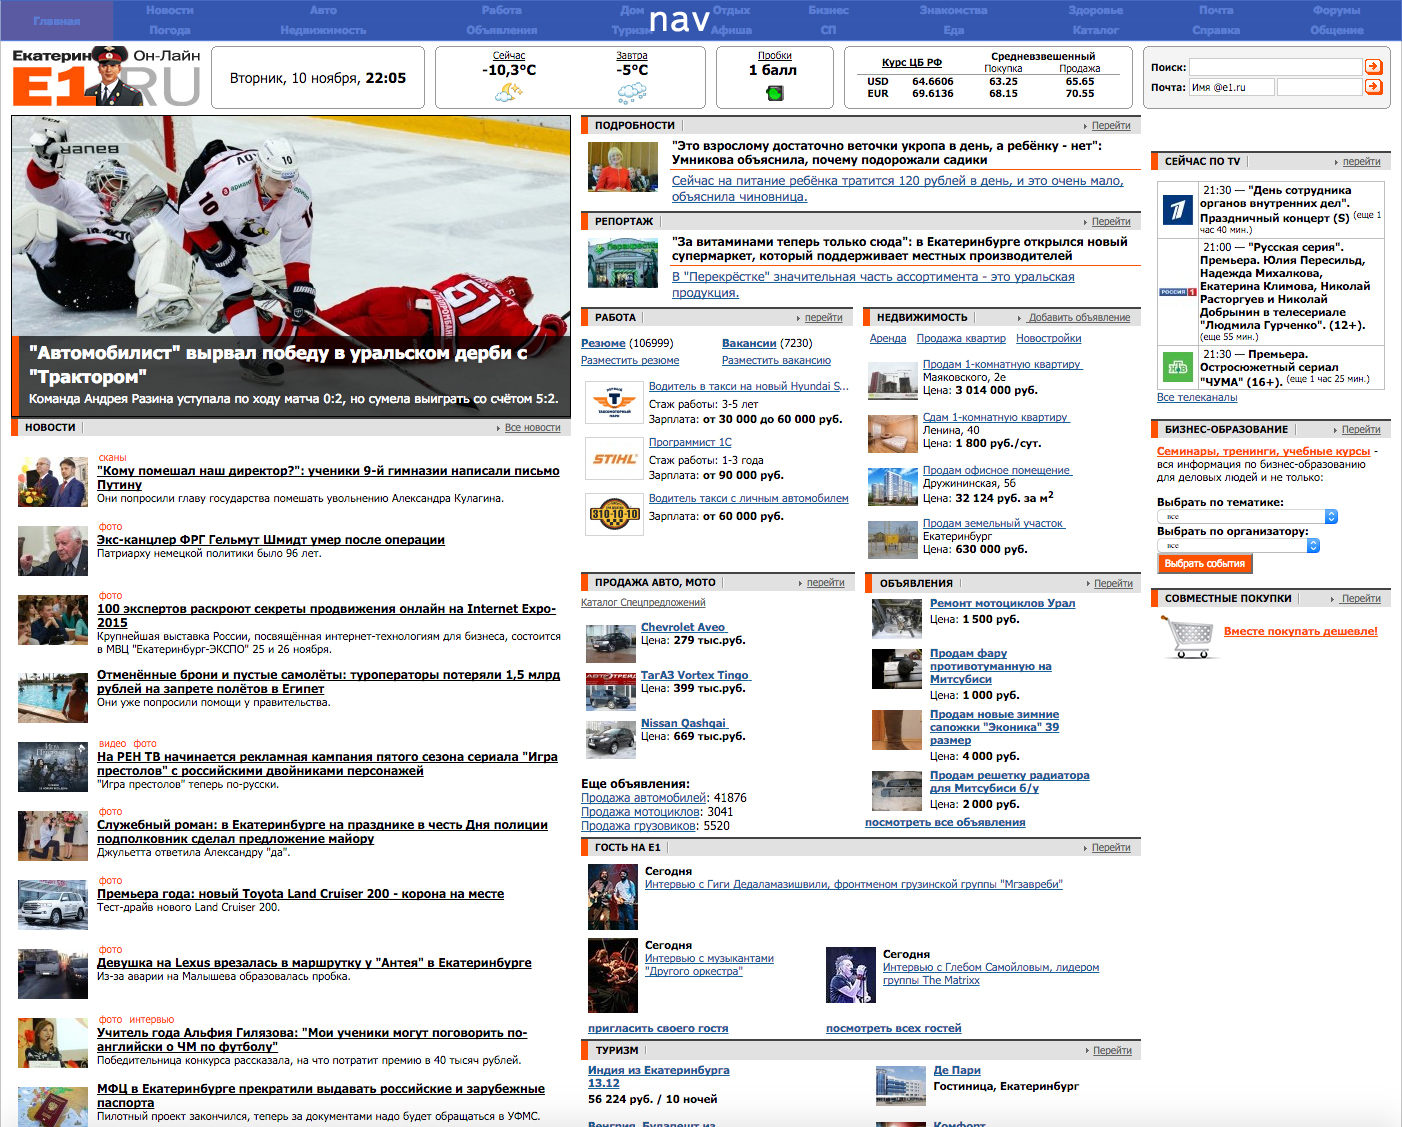 Главная
Новости
Авто
Работа
Дом
Отдых
Бизнес
Знакомства
Здоровье
Почта
Форумы
nav
Погода
Недвижимость
Объявления
Туризм
Афиша
СП
Еда
Каталог
Справка
Общение
Екатерин
Он-Лайн
E1.RU
Вторник, 10 ноября, 22:05
Сейчас
-10,3°C
Завтра
-5°C
Пробки
1 балл
Курс ЦБ РФ
Средневзвешенный
Покупка
Продажа
USD 64.6606 63.25 65.65
EUR 69.6136 68.15 70.55
Поиск:
Почта: Имя @e1.ru
"Автомобилист" вырвал победу в уральском дерби с
"Трактором"
Команда Андрея Разина уступала по ходу матча 0:2, но сумела выиграть со счётом 5:2.
НОВОСТИ
Все новости
сканы
"Кому помешал наш директор?": ученики 9-й гимназии написали письмо
Путину
Они попросили главу государства помешать увольнению Александра Кулагина.
фото
Экс-канцлер ФРГ Гельмут Шмидт умер после операции
Патриарху немецкой политики было 96 лет.
фото
100 экспертов раскроют секреты продвижения онлайн на Internet Expo-
2015
Крупнейшая выставка России, посвящённая интернет-технологиям для бизнеса, состоится
в МВЦ "Екатеринбург-ЭКСПО" 25 и 26 ноября.
Отменённые брони и пустые самолёты: туроператоры потеряли 1,5 млрд
рублей на запрете полётов в Египет
Они уже попросили помощи у правительства.
видео фото
На РЕН ТВ начинается рекламная кампания пятого сезона сериала "Игра
престолов" с российскими двойниками персонажей
"Игра престолов" теперь по-русски.
фото
Служебный роман: в Екатеринбурге на празднике в честь Дня полиции
подполковник сделал предложение майору
Джульетта ответила Александру "да".
фото
Премьера года: новый Toyota Land Cruiser 200 - корона на месте
Тест-драйв нового Land Cruiser 200.
фото
Девушка на Lexus врезалась в маршрутку у "Антея" в Екатеринбурге
Из-за аварии на Малышева образовалась пробка.
фото интервью
Учитель года Альфия Гилязова: "Мои ученики могут поговорить по-
английски о ЧМ по футболу"
Победительница конкурса рассказала, на что потратит премию в 40 тысяч рублей.
МФЦ в Екатеринбурге прекратили выдавать российские и зарубежные
паспорта
Пилотный проект закончился, теперь за документами надо будет обращаться в УФМС.
ПОДРОБНОСТИ
Перейти
"Это взрослому достаточно веточки укропа в день, а ребёнку - нет":
Умникова объяснила, почему подорожали садики
Сейчас на питание ребёнка тратится 120 рублей в день, и это очень мало,
объяснила чиновница.
РЕПОРТАЖ
Перейти
"За витаминами теперь только сюда": в Екатеринбурге открылся новый
супермаркет, который поддерживает местных производителей
В "Перекрёстке" значительная часть ассортимента - это уральская
продукция.
РАБОТА
перейти
Резюме (106999)
Вакансии (7230)
Разместить резюме
Разместить вакансию
Водитель в такси на новый Hyundai S...
Стаж работы: 3-5 лет
Зарплата: от 30 000 до 60 000 руб.
STIHL
Программист 1С
Стаж работы: 1-3 года
Зарплата: от 90 000 руб.
310-10-10
Водитель такси с личным автомобилем
Зарплата: от 60 000 руб.
НЕДВИЖИМОСТЬ
Добавить объявление
Аренда
Продажа квартир
Новостройки
Продам 1-комнатную квартиру
Маяковского, 2е
Цена: 3 014 000 руб.
Сдам 1-комнатную квартиру
Ленина, 40
Цена: 1 800 руб./сут.
Продам офисное помещение
Дружининская, 5б
Цена: 32 124 руб. за м2
Продам земельный участок
Екатеринбург
Цена: 630 000 руб.
ПРОДАЖА АВТО, МОТО
перейти
Каталог Спецпредложений
Chevrolet Aveo
Цена: 279 тыс.руб.
ТагАЗ Vortex Tingo
Цена: 399 тыс.руб.
Nissan Qashqai
Цена: 669 тыс.руб.
Еще объявления:
Продажа автомобилей: 41876
Продажа мотоциклов: 3041
Продажа грузовиков: 5520
ОБЪЯВЛЕНИЯ
Перейти
Ремонт мотоциклов Урал
Цена: 1 500 руб.
Продам фару
противотуманную на
Митсубиси
Цена: 1 000 руб.
Продам новые зимние
сапожки "Эконика" 39
размер
Цена: 4 000 руб.
Продам решетку радиатора
для Митсубиси б/у
Цена: 2 000 руб.
посмотреть все объявления
ГОСТЬ НА Е1
Перейти
Сегодня
Интервью с Гиги Дедаламазишвили, фронтменом грузинской группы "Мгзавреби"
Сегодня
Интервью с музыкантами
"Другого оркестра"
Сегодня
Интервью с Глебом Самойловым, лидером
группы The Matrixx
пригласить своего гостя
посмотреть всех гостей
ТУРИЗМ
Перейти
Индия из Екатеринбурга
13.12
56 224 руб. / 10 ночей
Де Пари
Гостиница, Екатеринбург
Венгрия, Будапешт из
Комфорт
СЕЙЧАС ПО TV
перейти
21:30 — "День сотрудника
органов внутренних дел".
Праздничный концерт (S) (еще 1
час 40 мин.)
РОССИЯ 1
21:00 — "Русская серия".
Премьера. Юлия Пересильд,
Надежда Михалкова,
Екатерина Климова, Николай
Расторгуев и Николай
Добрынин в телесериале
"Людмила Гурченко". (12+).
(еще 55 мин.)
НТВ
21:30 — Премьера.
Остросюжетный сериал
"ЧУМА" (16+). (еще 1 час 25 мин.)
Все телеканалы
БИЗНЕС-ОБРАЗОВАНИЕ
Перейти
Семинары, тренинги, учебные курсы -
вся информация по бизнес-образованию
для деловых людей и не только:
Выбрать по тематике:
все
Выбрать по организатору:
все
Выбрать события
СОВМЕСТНЫЕ ПОКУПКИ
Перейти
Вместе покупать дешевле!